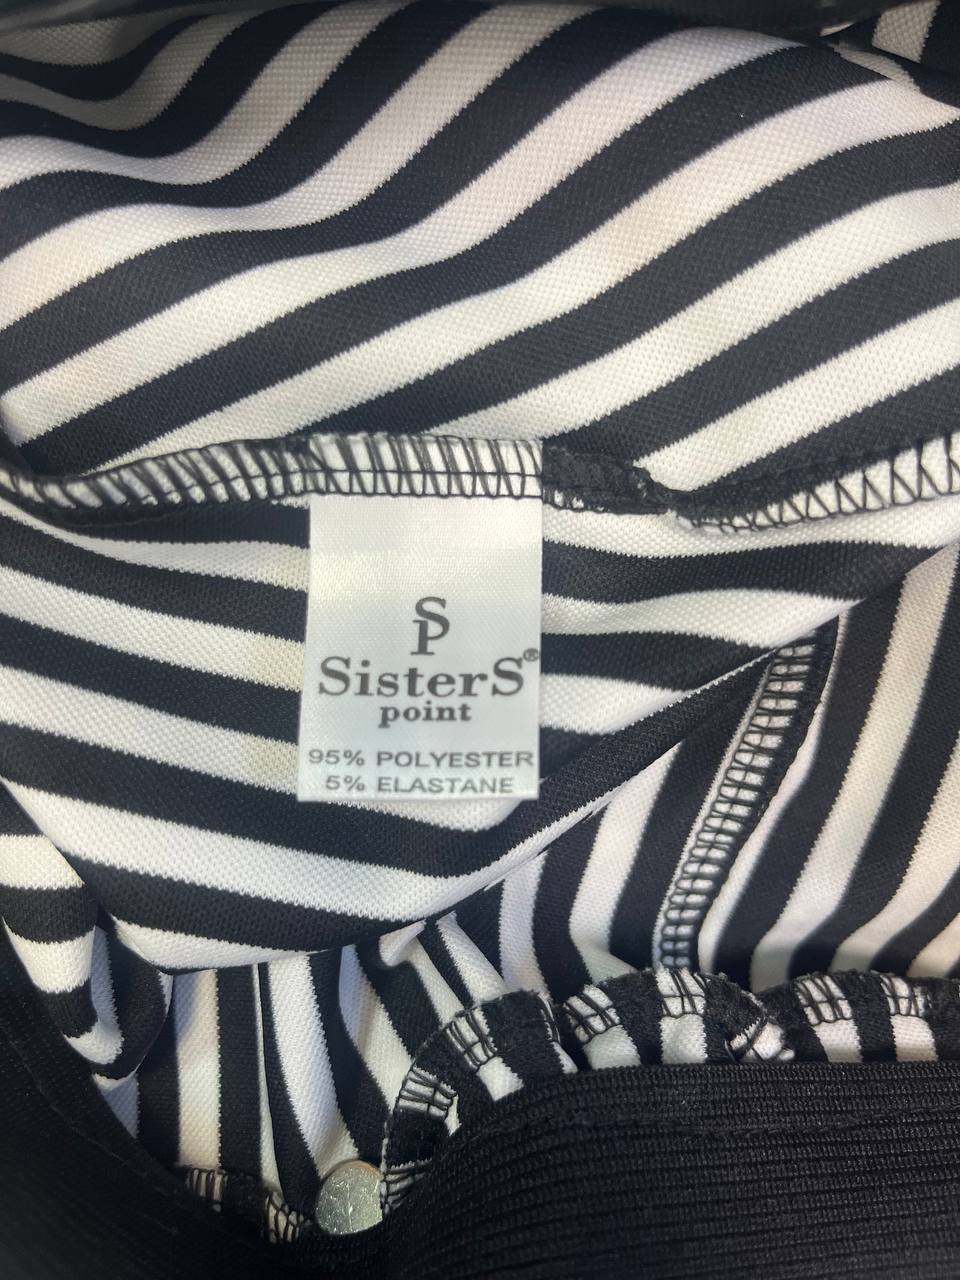 SP
SisterS®
point
95% POLYESTER
5% ELASTANE